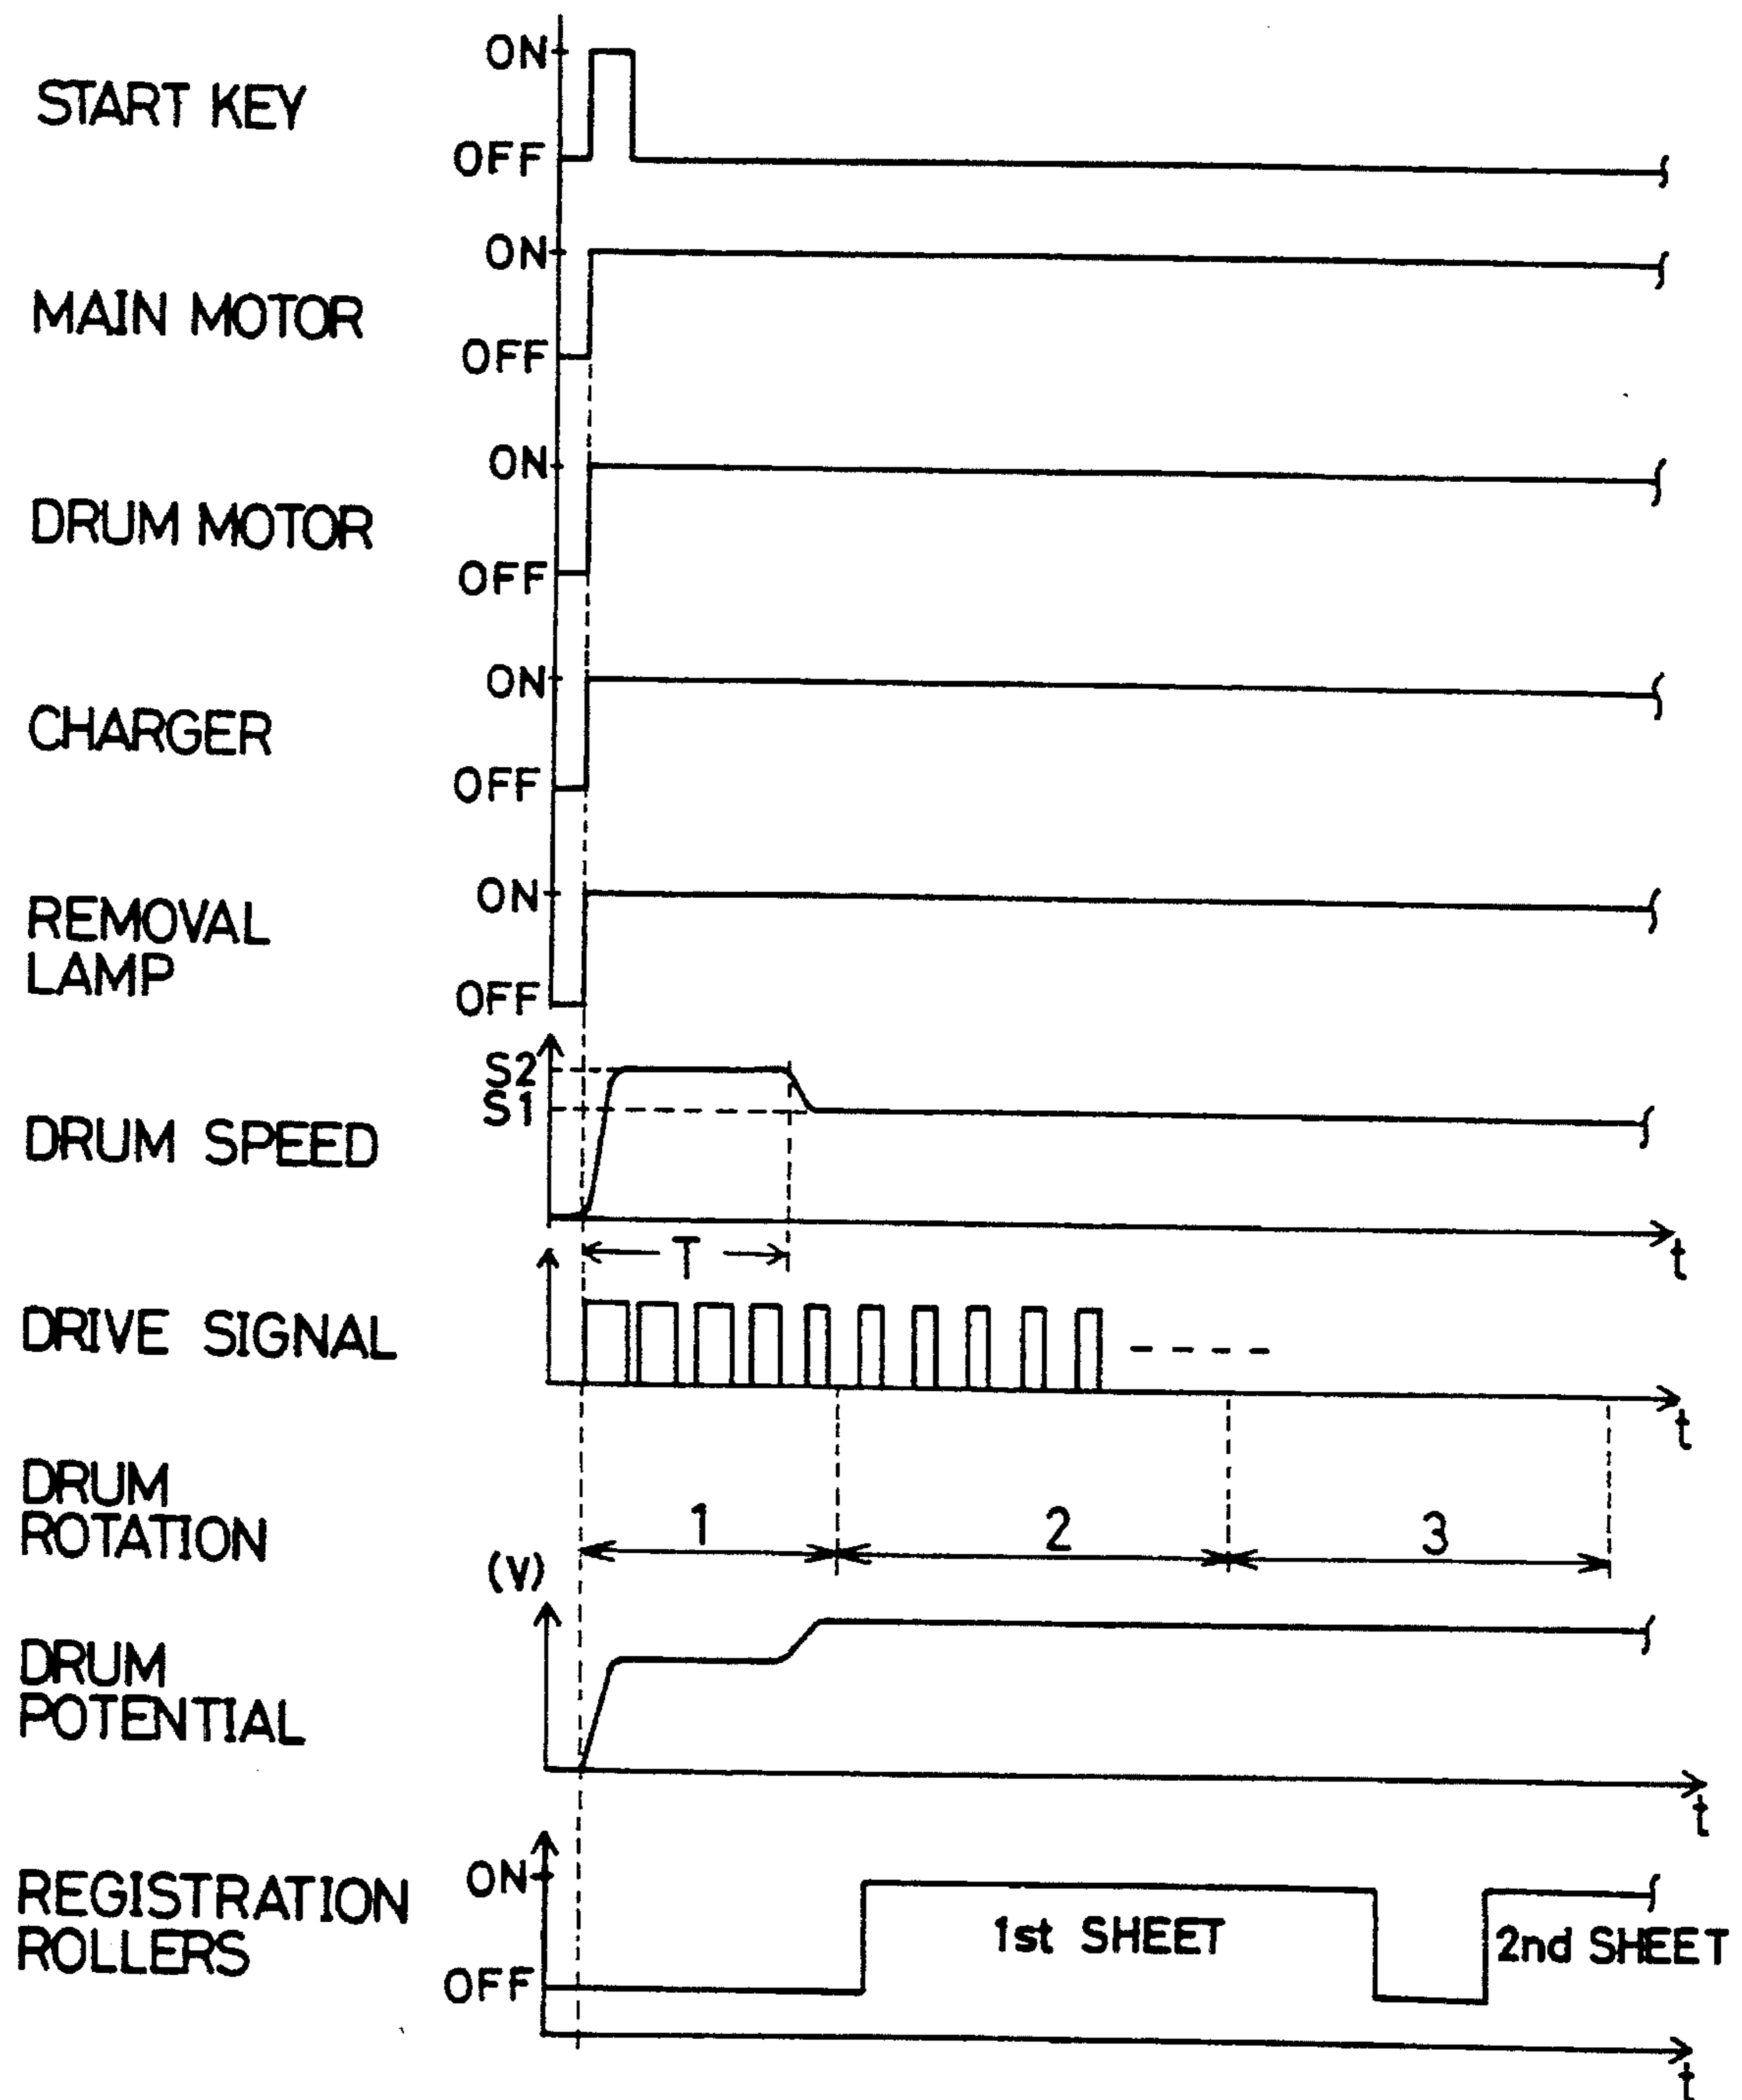 START KEY
ON
OFF
MAIN MOTOR
ON
OFF
DRUM MOTOR
ON
OFF
CHARGER
ON
OFF
REMOVAL
LAMP
ON
OFF
DRUM SPEED
S2
S1
T
t
DRIVE SIGNAL
t
DRUM
ROTATION
1
2
3
(V)
DRUM
POTENTIAL
t
REGISTRATION
ROLLERS
ON
OFF
1st SHEET
2nd SHEET
t